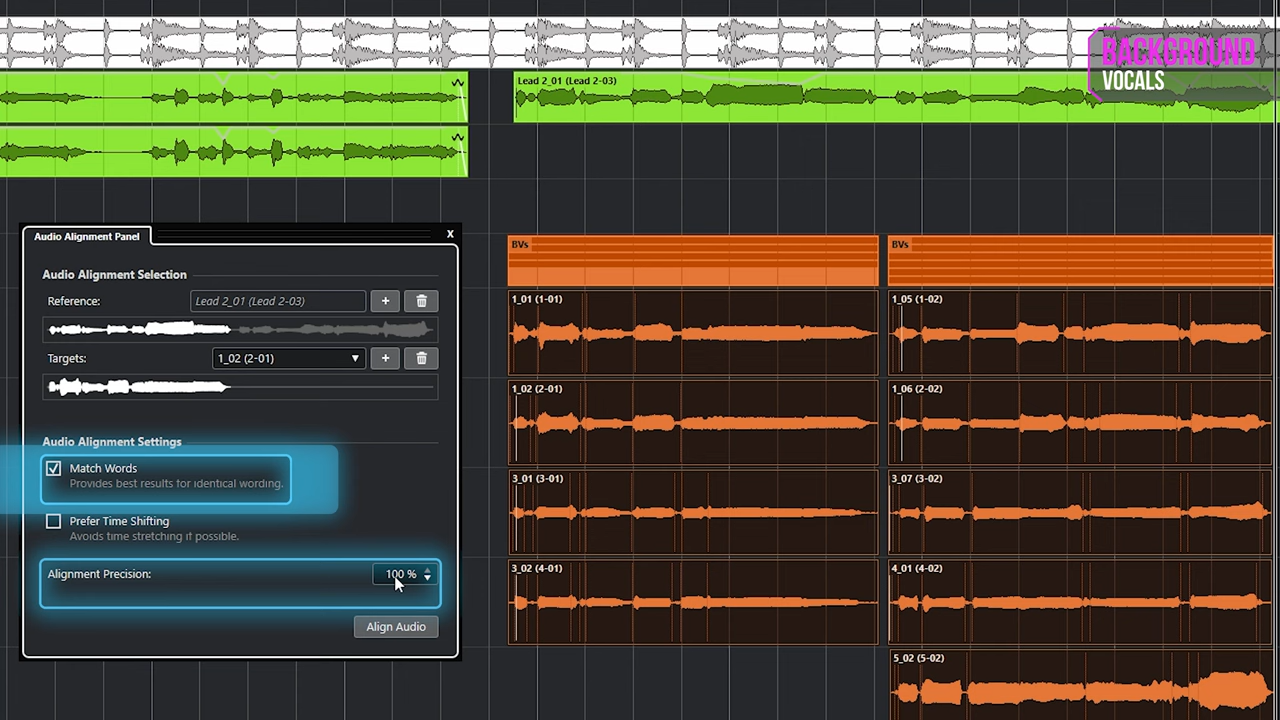 BACKGROUND
VOCALS
Lead 2_01 (Lead 2-03)
Audio Alignment Panel
X
Audio Alignment Selection
Reference:
Lead 2_01 (Lead 2-03)
+
Targets:
1_02 (2-01)
+
Audio Alignment Settings
Match Words
Provides best results for identical wording.
Prefer Time Shifting
Avoids time stretching if possible.
Alignment Precision:
100 %
Align Audio
BVs
BVs
1_01 (1-01)
1_05 (1-02)
1_02 (2-01)
1_06 (2-02)
3_01 (3-01)
3_07 (3-02)
3_02 (4-01)
4_01 (4-02)
5_02 (5-02)